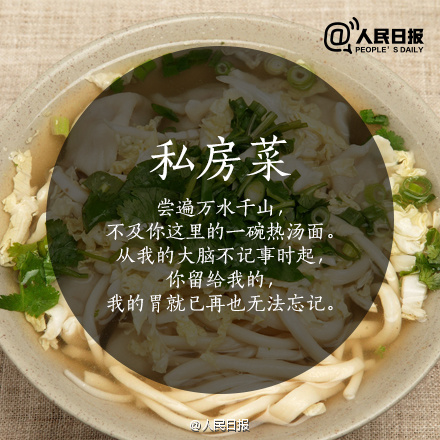 @人民日报
PEOPLE'S DAILY
私房菜
尝遍万水千山，
不及你这里的一碗热汤面。
从我的大脑不记事时起，
你留给我的，
我的胃就已再也无法忘记。
@人民日报